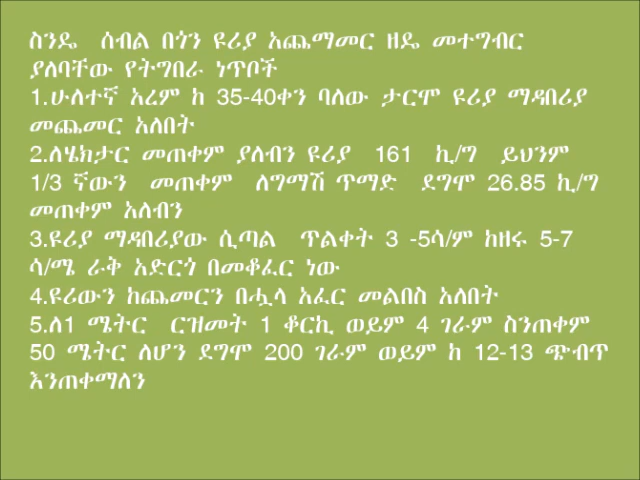 ስንዴ ሰብል በጎን ዩሪያ አጨማመር ዘዴ መተግብር
ያለባቸው የትግበራ ነጥቦች
1.ሁለተኛ አረም ከ 35-40ቀን ባለው ታርሞ ዩሪያ ማዳበሪያ
መጨመር አለበት
2.ለሄክታር መጠቀም ያለብን ዩሪያ 161 ኪ/ግ ይህንም
1/3 ኛውን መጠቀም ለግማሽ ጥማድ ደግሞ 26.85 ኪ/ግ
መጠቀም አለብን
3.ዩሪያ ማዳበሪያው ሲጣል ጥልቀት 3 -5ሳ/ም ከዘሩ 5-7
ሳ/ሜ ራቅ አድርጎ በመቆፈር ነው
4.ዩሪውን ከጨመርን በሗላ አፈር መልበስ አለበት
5.ለ1 ሜትር ርዝመት 1 ቆርኪ ወይም 4 ገራም ስንጠቀም
50 ሜትር ለሆን ደግሞ 200 ገራም ወይም ከ 12-13 ጭብጥ
እንጠቀማለን